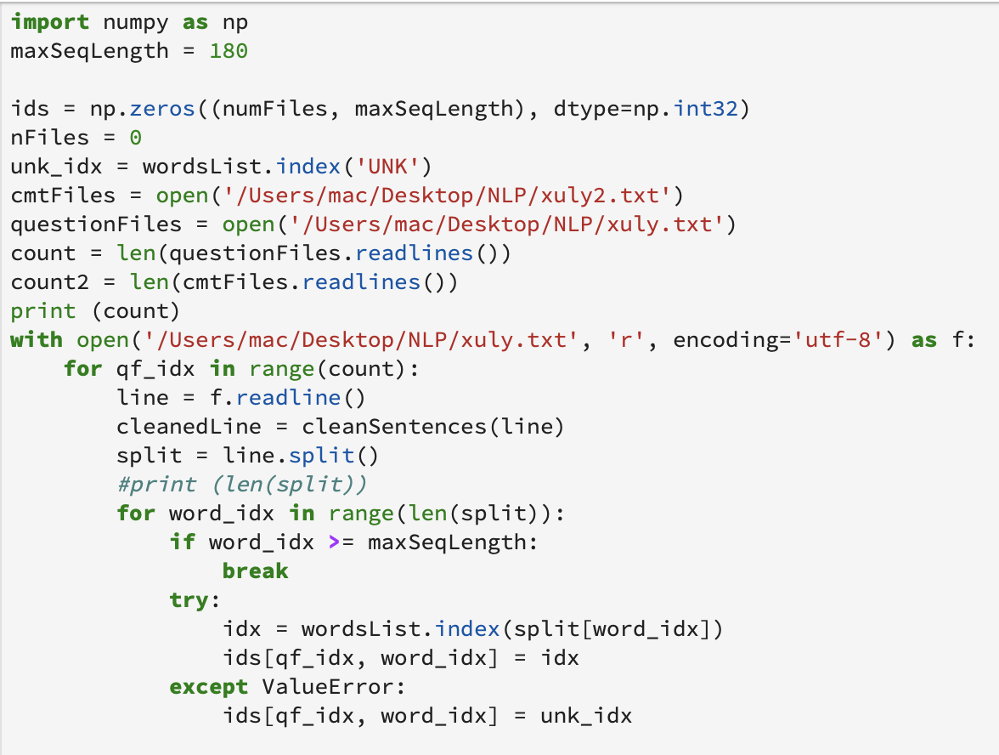 import numpy as np
maxSeqLength = 180

ids = np.zeros((numFiles, maxSeqLength), dtype=np.int32)
nFiles = 0
unk_idx = wordsList.index('UNK')
cmtFiles = open('/Users/mac/Desktop/NLP/xuly2.txt')
questionFiles = open('/Users/mac/Desktop/NLP/xuly.txt')
count = len(questionFiles.readlines())
count2 = len(cmtFiles.readlines())
print (count)
with open('/Users/mac/Desktop/NLP/xuly.txt', 'r', encoding='utf-8') as f:
    for qf_idx in range(count):
        line = f.readline()
        cleanedLine = cleanSentences(line)
        split = line.split()
        #print (len(split))
        for word_idx in range(len(split)):
            if word_idx >= maxSeqLength:
                break
            try:
                idx = wordsList.index(split[word_idx])
                ids[qf_idx, word_idx] = idx
            except ValueError:
                ids[qf_idx, word_idx] = unk_idx